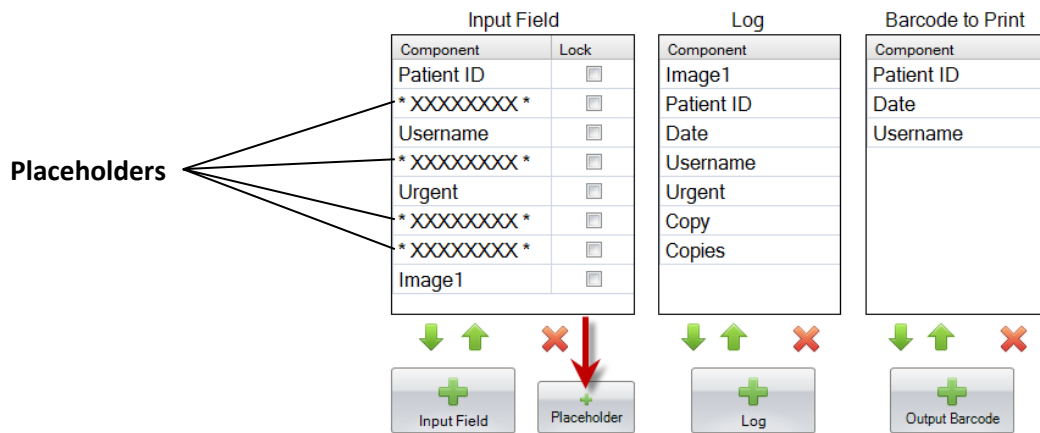 Input Field Log Barcode to Print
Component Lock Component Component
Patient ID Image1 Patient ID
* XXXXXXXX * Patient ID Date
Username Date Username
* XXXXXXXX * Username
Placeholders
Urgent Urgent
* XXXXXXXX * Copy
* XXXXXXXX * Copies
Image1
Input Field Placeholder Log Output Barcode